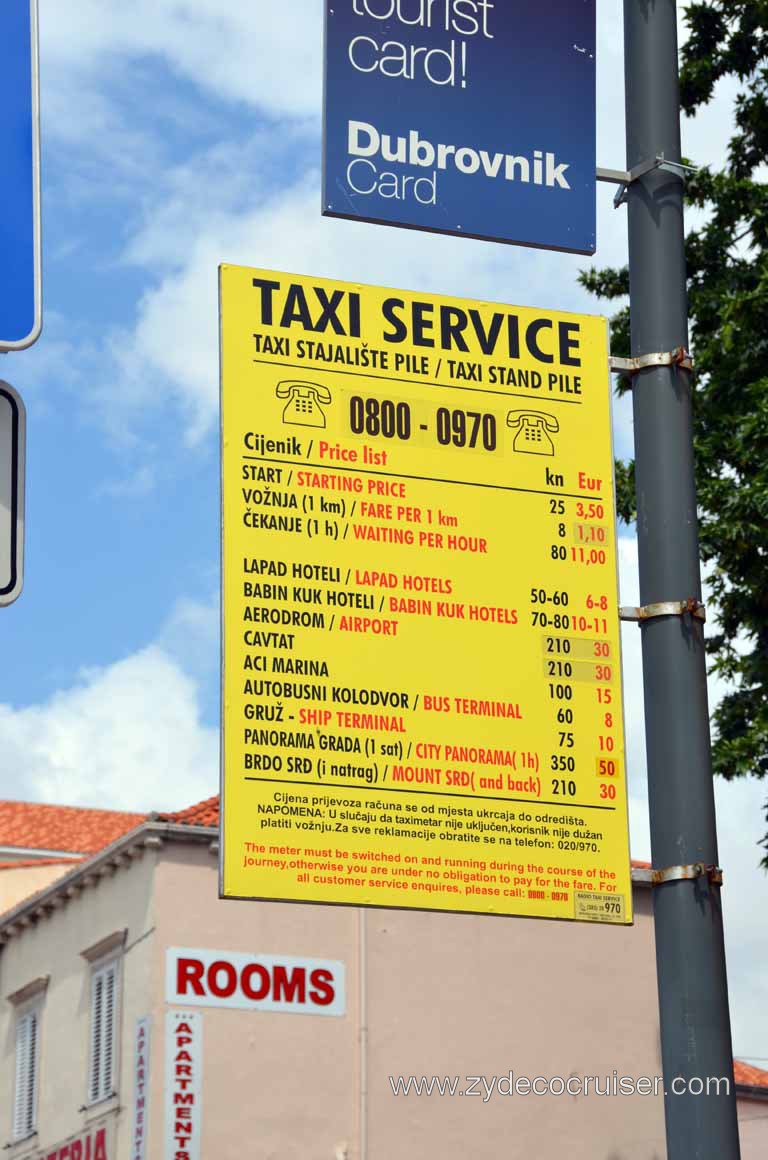 tourist
card!
Dubrovnik
Card
TAXI SERVICE
TAXI STAJALIŠTE PILE / TAXI STAND PILE
0800 - 0970
Cijenik / Price list kn Eur
START / STARTING PRICE 25 3,50
VOŽNJA (1 km) / FARE PER 1 km 8 1,10
ČEKANJE (1 h) / WAITING PER HOUR 80 11,00
LAPAD HOTELI / LAPAD HOTELS 50-60 6-8
BABIN KUK HOTELI / BABIN KUK HOTELS 70-80 10-11
AERODROM / AIRPORT 210 30
CAVTAT 210 30
ACI MARINA 100 15
AUTOBUSNI KOLODVOR / BUS TERMINAL 60 8
GRUŽ - SHIP TERMINAL 75 10
PANORAMA GRADA (1 sat) / CITY PANORAMA( 1h) 350 50
BRDO SRĐ (i natrag) / MOUNT SRĐ( and back) 210 30
Cijena prijevoza računa se od mjesta ukrcaja do odredišta.
NAPOMENA: U slučaju da taximetar nije uključen,korisnik nije dužan
platiti vožnju.Za sve reklamacije obratite se na telefon: 020/970.
The meter must be switched on and running during the course of the
journey,otherwise you are under no obligation to pay for the fare. For
all customer service enquires, please call: 0800 - 0970
RADIO TAXI SERVICE
970
ROOMS
APARTMENTS
APARTMENTS
www.zydecocruiser.com